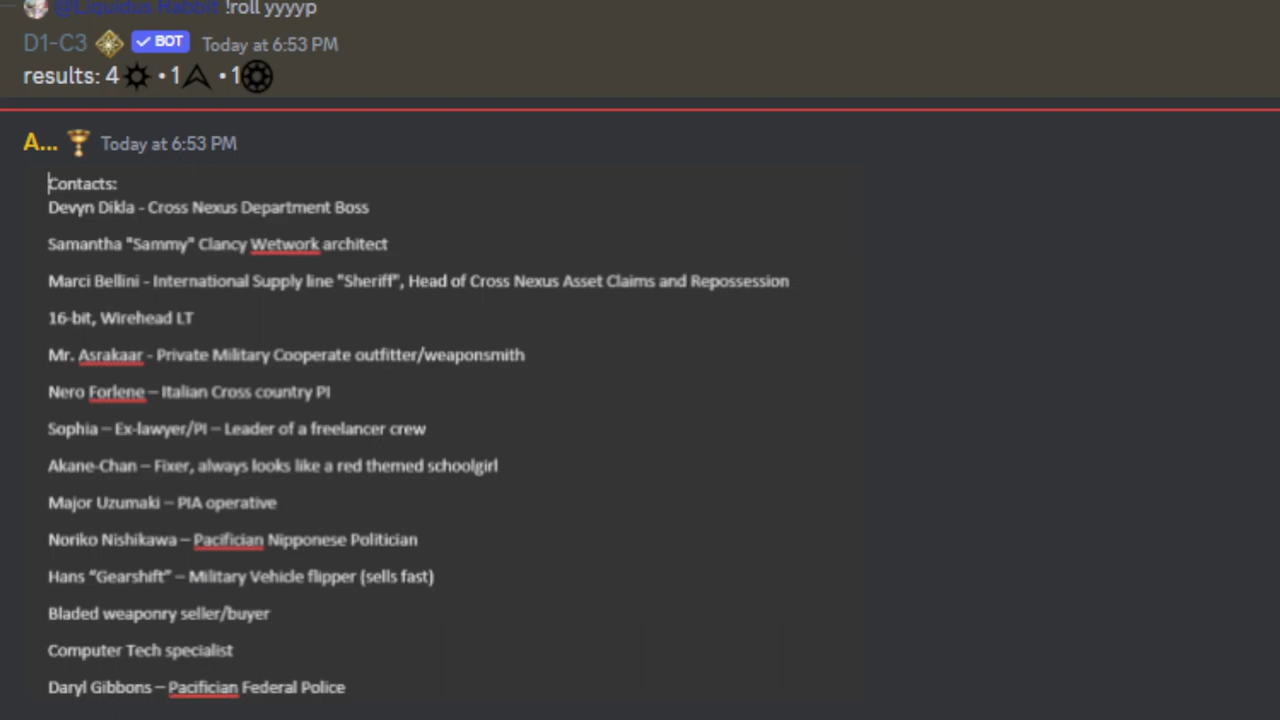 @Liquidus Rabbit !roll yyyyp
D1-C3 BOT Today at 6:53 PM
results: 4 • 1 • 1
A... Today at 6:53 PM
Contacts:
Devyn Dikla - Cross Nexus Department Boss
Samantha "Sammy" Clancy Wetwork architect
Marci Bellini - International Supply line "Sheriff", Head of Cross Nexus Asset Claims and Repossession
16-bit, Wirehead LT
Mr. Asrakaar - Private Military Cooperate outfitter/weaponsmith
Nero Forlene – Italian Cross country PI
Sophia – Ex-lawyer/PI – Leader of a freelancer crew
Akane-Chan – Fixer, always looks like a red themed schoolgirl
Major Uzumaki – PIA operative
Noriko Nishikawa – Pacifician Nipponese Politician
Hans “Gearshift” – Military Vehicle flipper (sells fast)
Bladed weaponry seller/buyer
Computer Tech specialist
Daryl Gibbons – Pacifician Federal Police